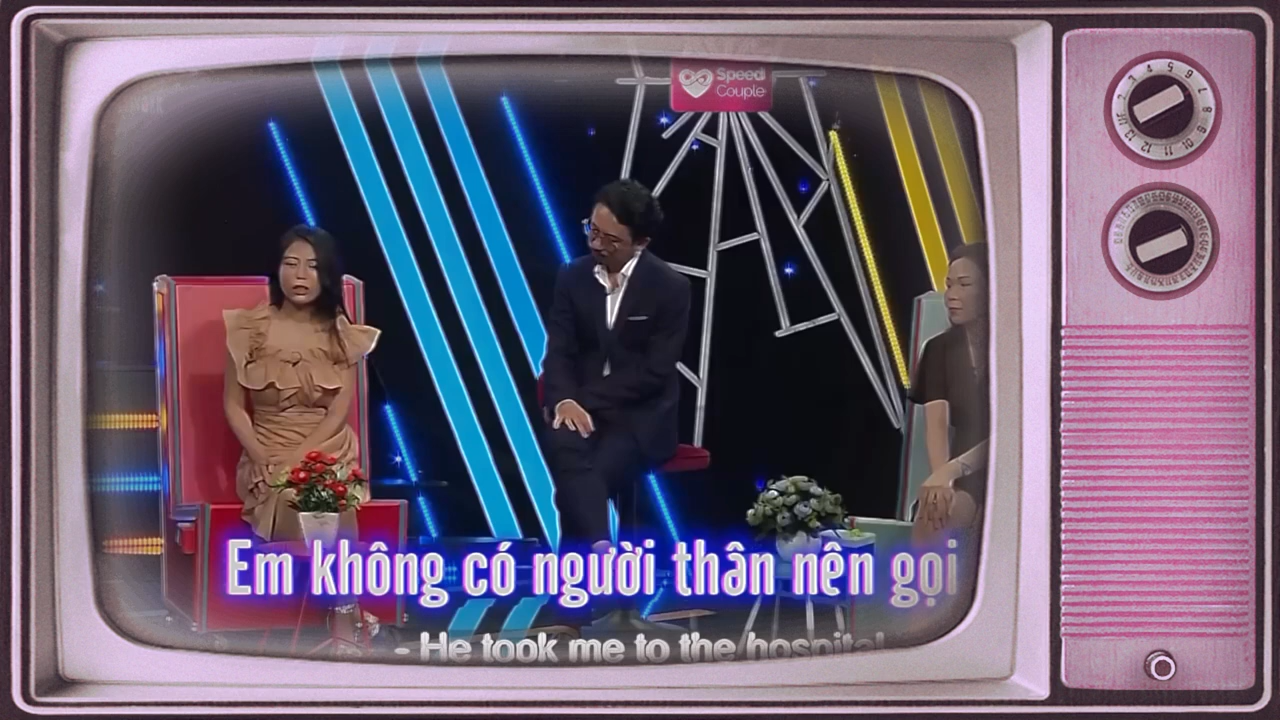 Speed
Couple
Em không có người thân nên gọi
- He took me to the hospital